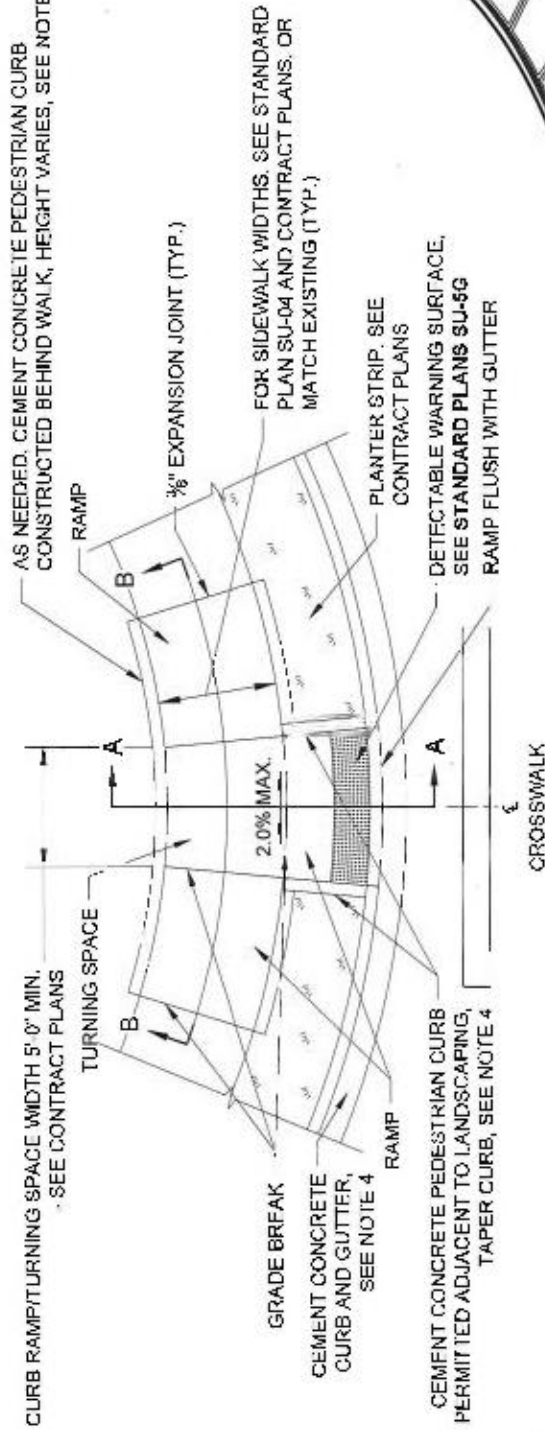 CURB RAMP/TURNING SPACE WIDTH 5'-0" MIN.
- SEE CONTRACT PLANS
TURNING SPACE
B
GRADE BREAK
CEMENT CONCRETE
CURB AND GUTTER,
SEE NOTE 4
RAMP
CEMENT CONCRETE PEDESTRIAN CURB
PERMITTED ADJACENT TO LANDSCAPING,
TAPER CURB, SEE NOTE 4
A
2.0% MAX.
A
℄
CROSSWALK
AS NEEDED, CEMENT CONCRETE PEDESTRIAN CURB
CONSTRUCTED BEHIND WALK, HEIGHT VARIES, SEE NOTE
RAMP
B
EXPANSION JOINT (TYP.)
FOR SIDEWALK WIDTHS, SEE STANDARD
PLAN SU-04 AND CONTRACT PLANS, OR
MATCH EXISTING (TYP.)
PLANTER STRIP, SEE
CONTRACT PLANS
DETECTABLE WARNING SURFACE,
SEE STANDARD PLANS SU-5G
RAMP FLUSH WITH GUTTER